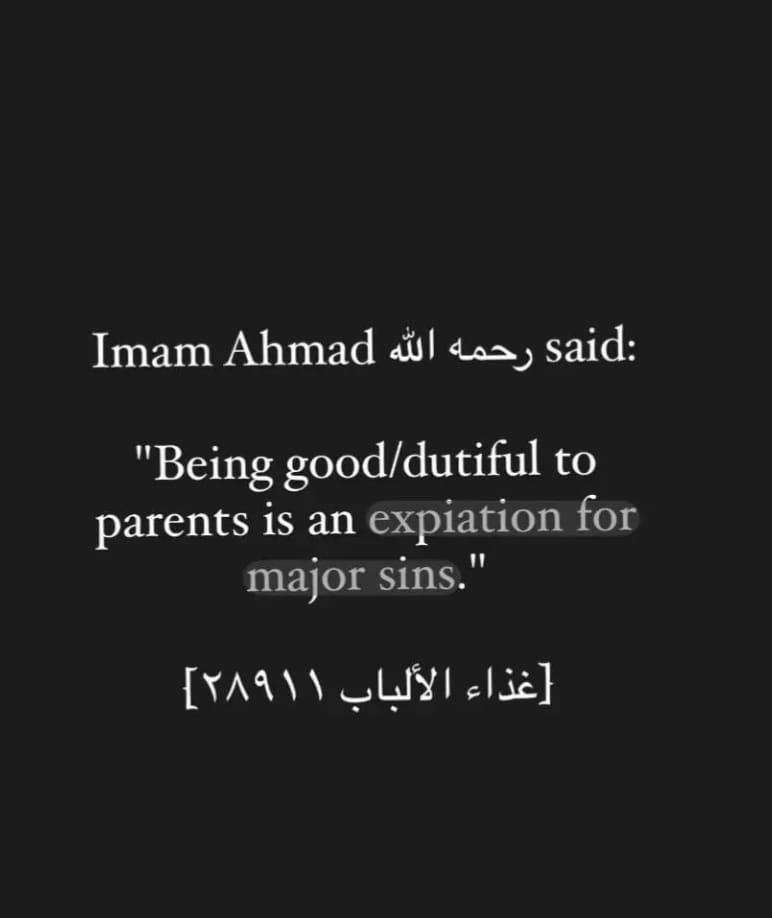 Imam Ahmad رحمه الله said:
"Being good/dutiful to
parents is an expiation for
major sins."
[غذاء الألباب ٢٨٩١١}